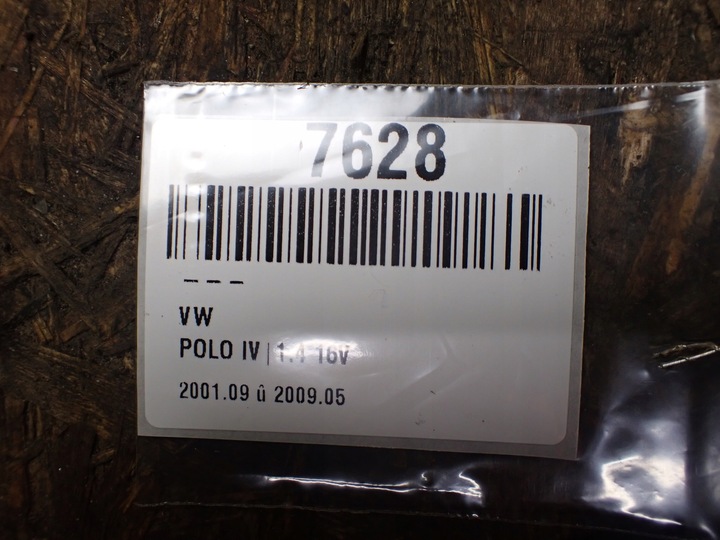 7628
---
VW
POLO IV | 1.4 16V
2001.09 û 2009.05